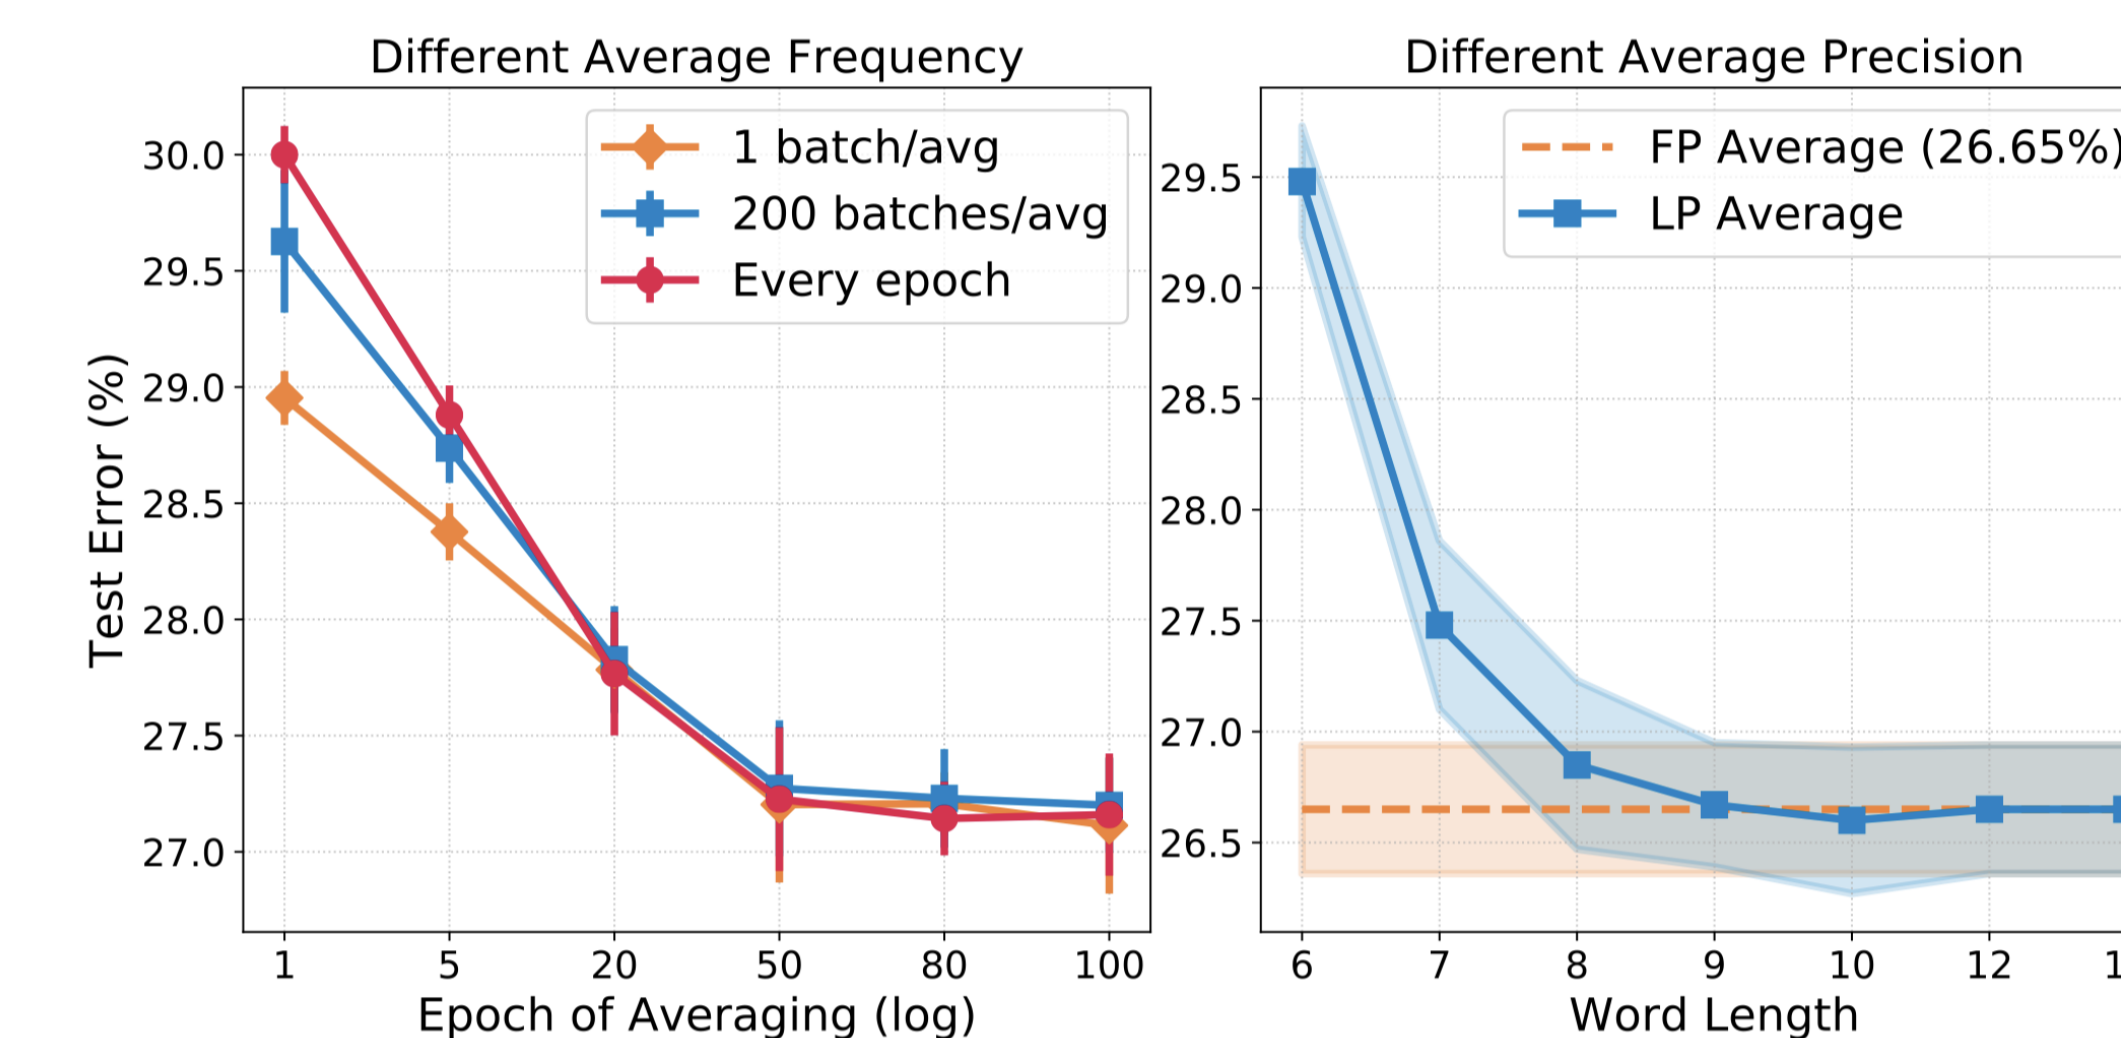 Different Average Frequency
Test Error (%)
30.0
29.5
29.0
28.5
28.0
27.5
27.0
1 batch/avg
200 batches/avg
Every epoch
1 5 20 50 80 100
Epoch of Averaging (log)
Different Average Precision
29.5
29.0
28.5
28.0
27.5
27.0
26.5
FP Average (26.65%)
LP Average
6 7 8 9 10 12
Word Length